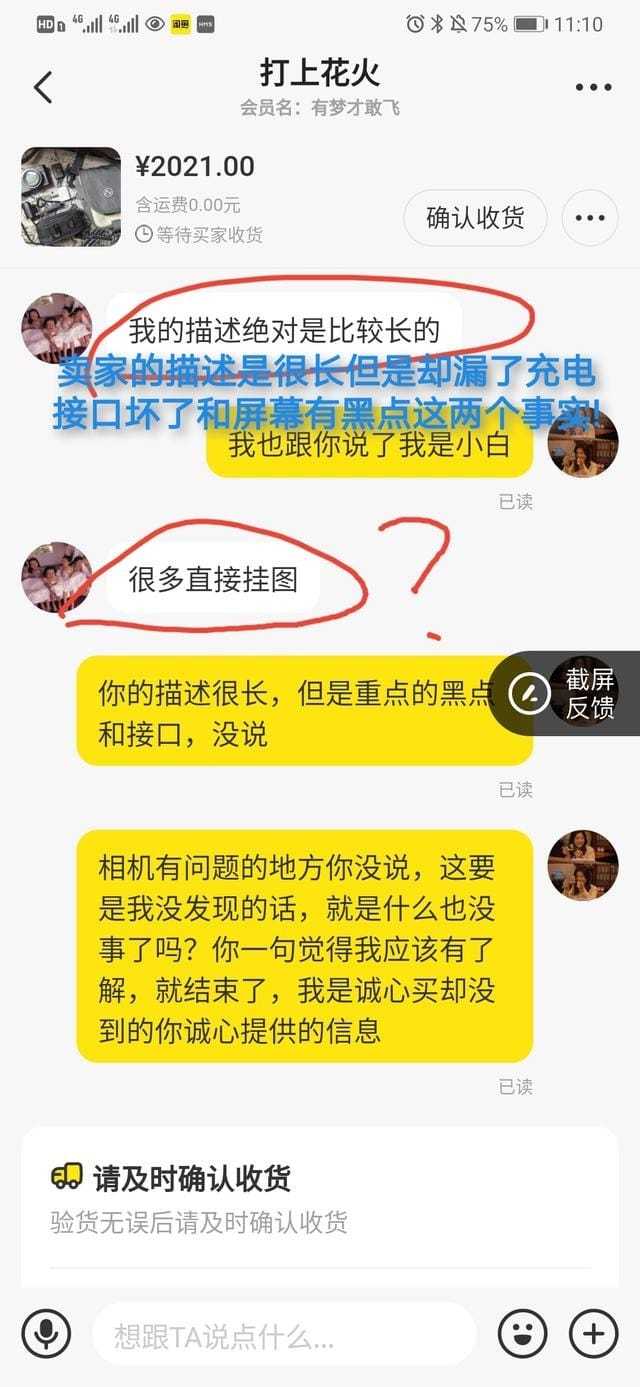 HD 1 4G 4G 闲鱼 HMS 75% 11:10
打上花火
会员名：有梦才敢飞
¥2021.00
含运费0.00元
等待买家收货
确认收货
我的描述绝对是比较长的
卖家的描述是很长但是却漏了充电
接口坏了和屏幕有黑点这两个事实!
我也跟你说了我是小白
已读
很多直接挂图
?
你的描述很长，但是重点的黑点
和接口，没说
截屏
反馈
已读
相机有问题的地方你没说，这要
是我没发现的话，就是什么也没
事了吗？你一句觉得我应该有了
解，就结束了，我是诚心买却没
到的你诚心提供的信息
已读
请及时确认收货
验货无误后请及时确认收货
想跟TA说点什么...